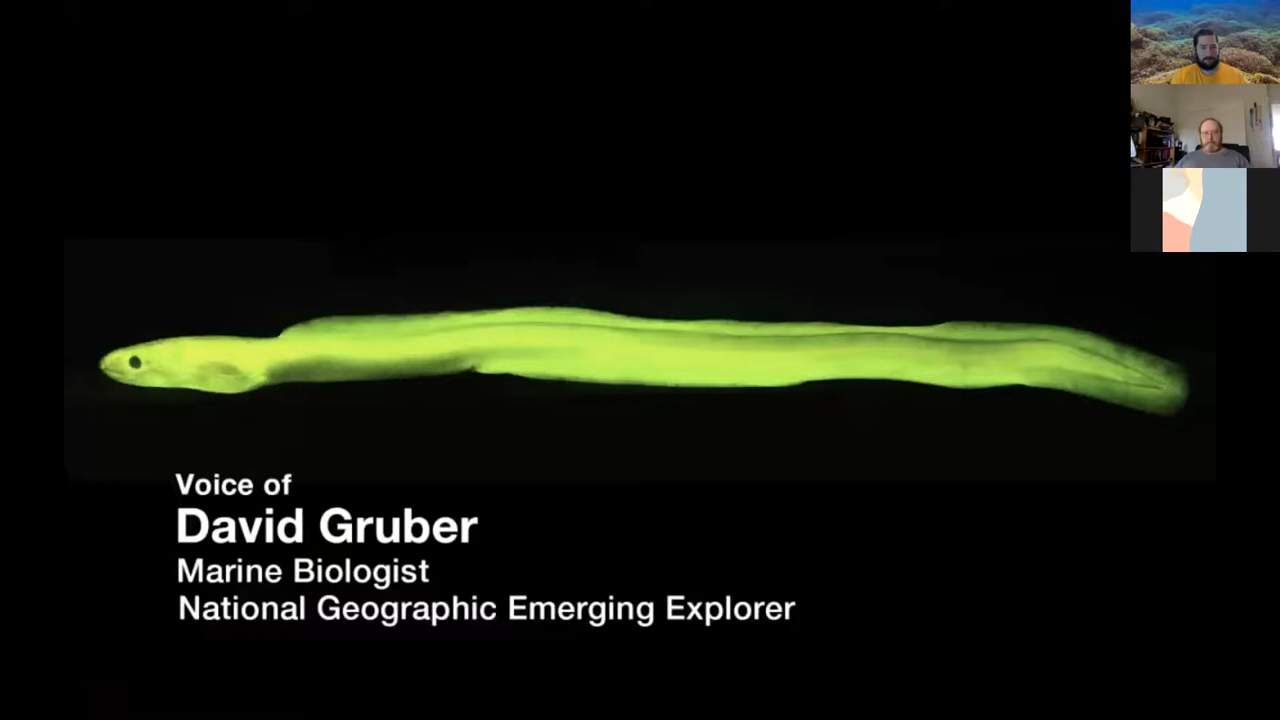 Voice of
David Gruber
Marine Biologist
National Geographic Emerging Explorer